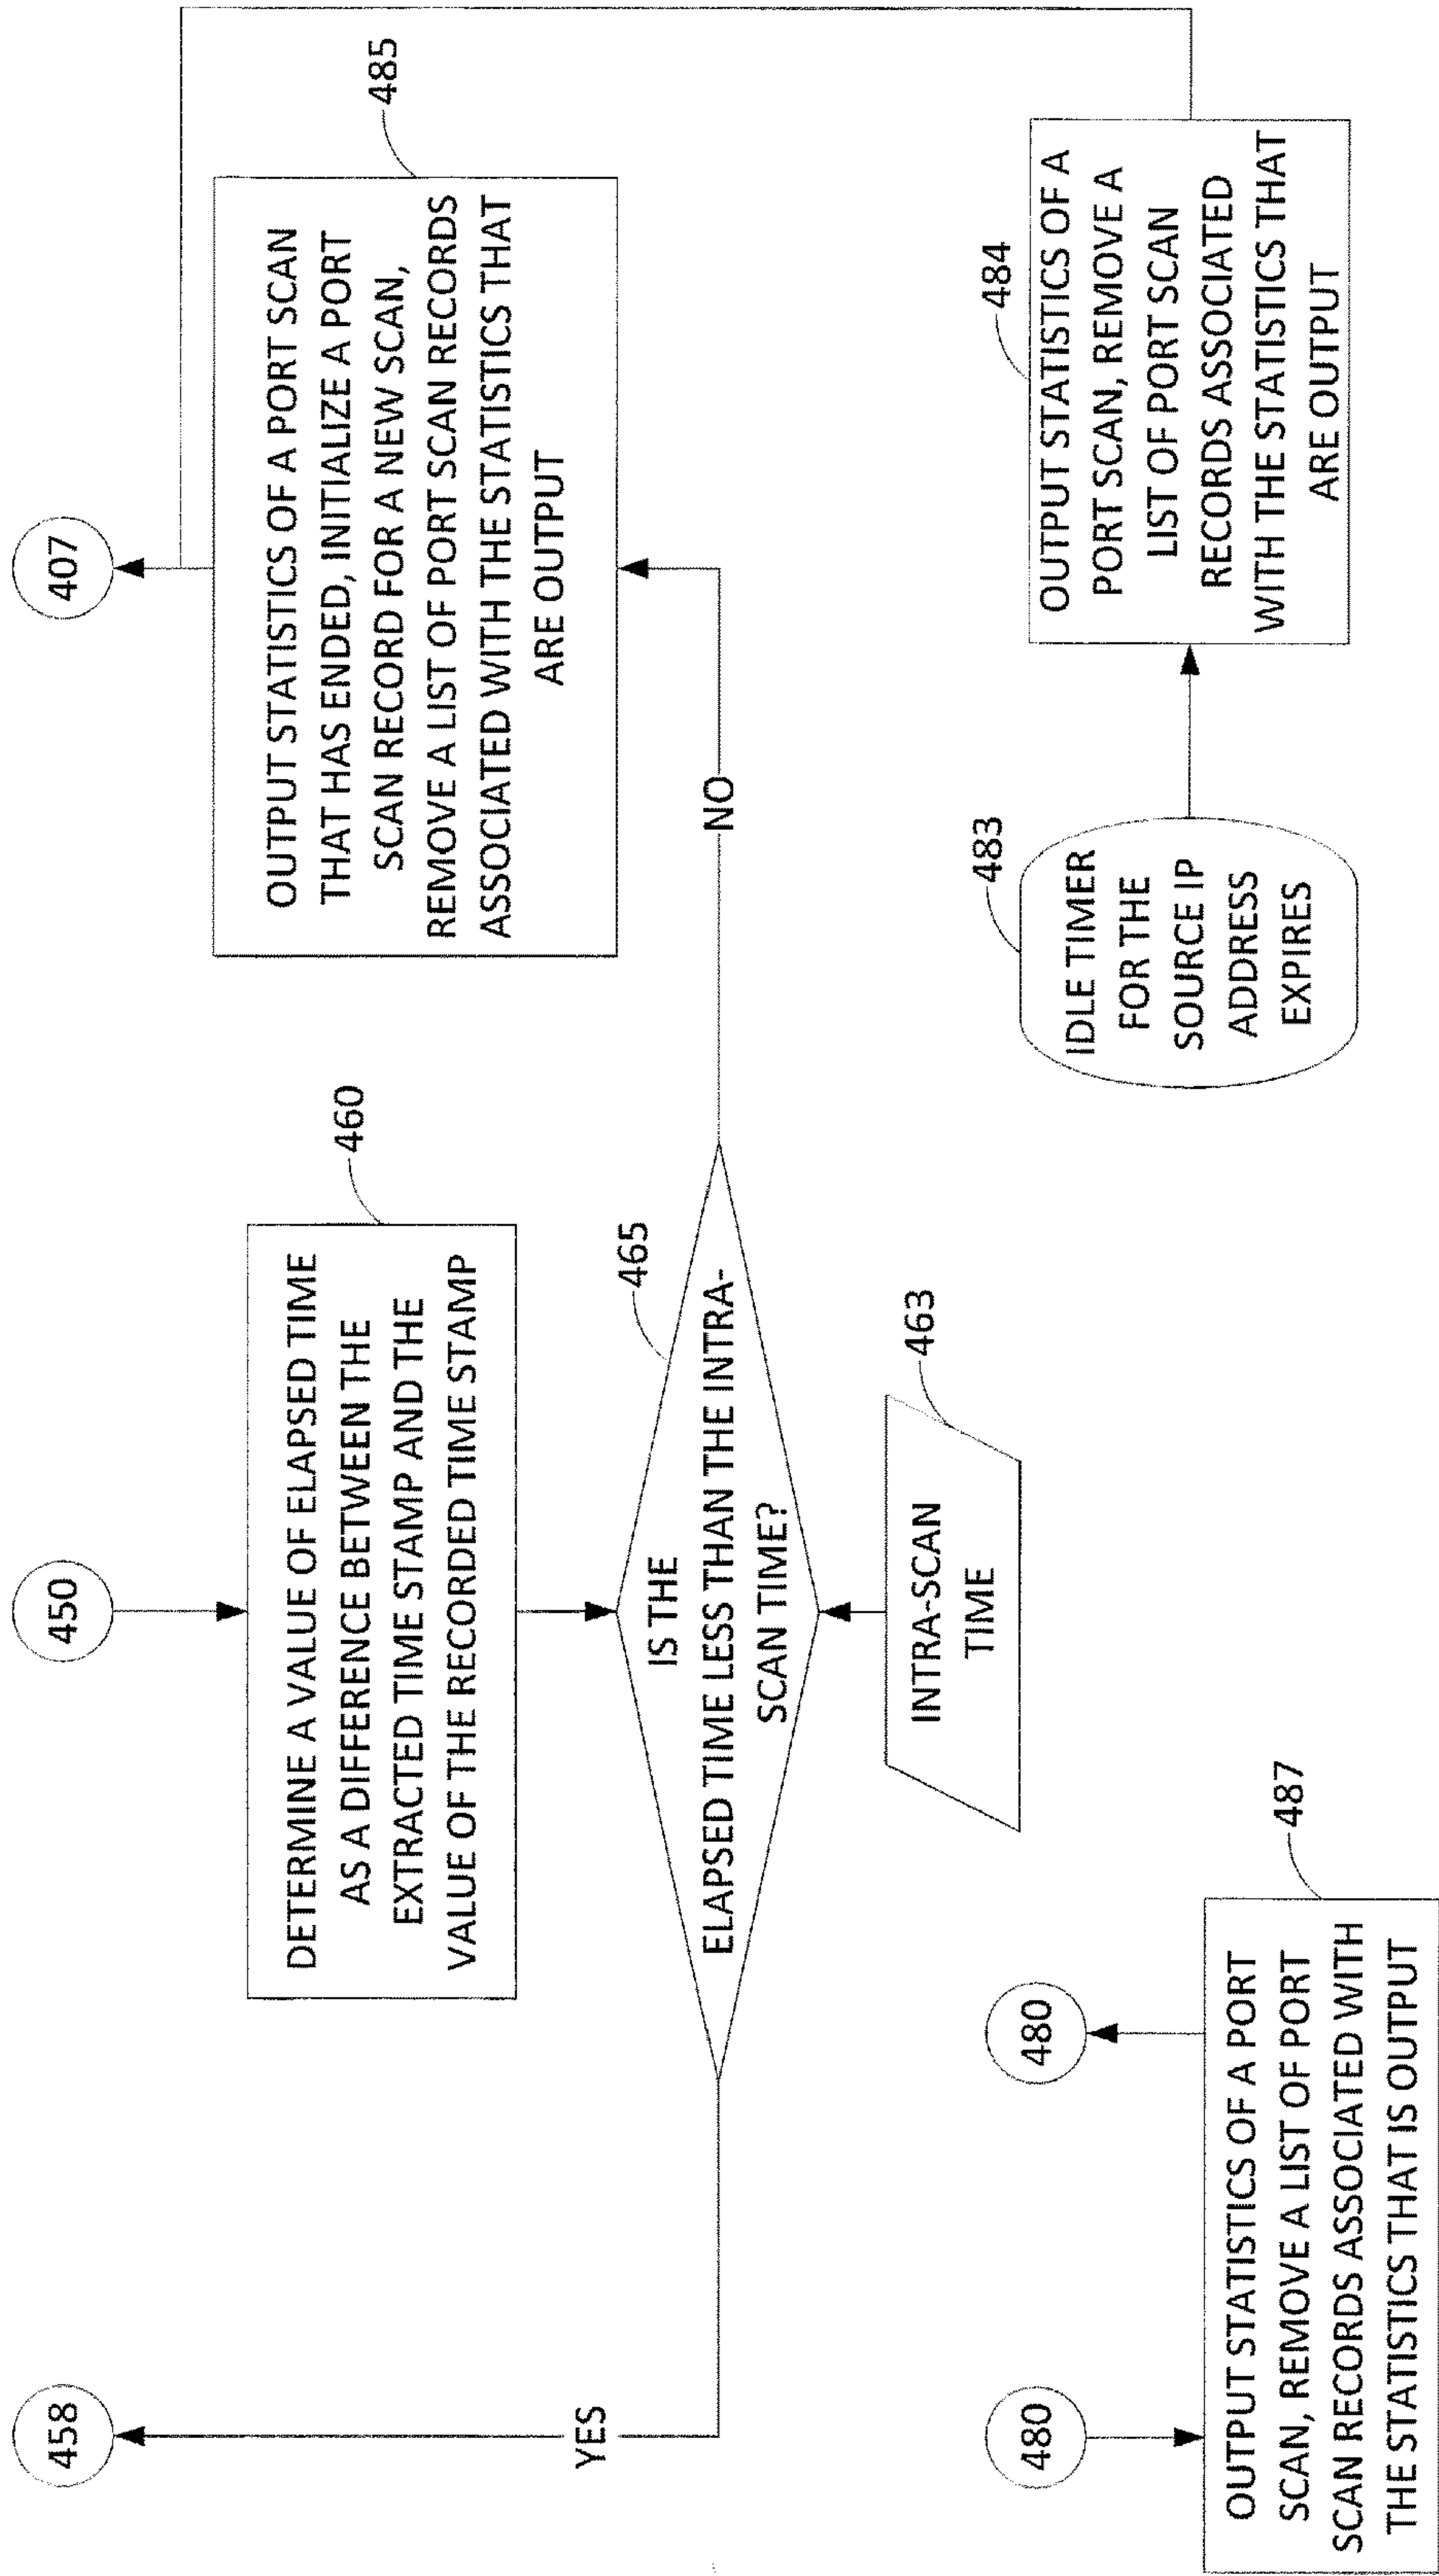 458
450
407
DETERMINE A VALUE OF ELAPSED TIME
AS A DIFFERENCE BETWEEN THE
EXTRACTED TIME STAMP AND THE
VALUE OF THE RECORDED TIME STAMP
460
OUTPUT STATISTICS OF A PORT SCAN
THAT HAS ENDED, INITIALIZE A PORT
SCAN RECORD FOR A NEW SCAN,
REMOVE A LIST OF PORT SCAN RECORDS
ASSOCIATED WITH THE STATISTICS THAT
ARE OUTPUT
485
YES
IS THE
ELAPSED TIME LESS THAN THE INTRA-
SCAN TIME?
465
NO
INTRA-SCAN
TIME
463
480
480
OUTPUT STATISTICS OF A PORT
SCAN, REMOVE A LIST OF PORT
SCAN RECORDS ASSOCIATED WITH
THE STATISTICS THAT IS OUTPUT
487
IDLE TIMER
FOR THE
SOURCE IP
ADDRESS
EXPIRES
483
OUTPUT STATISTICS OF A
PORT SCAN, REMOVE A
LIST OF PORT SCAN
RECORDS ASSOCIATED
WITH THE STATISTICS THAT
ARE OUTPUT
484